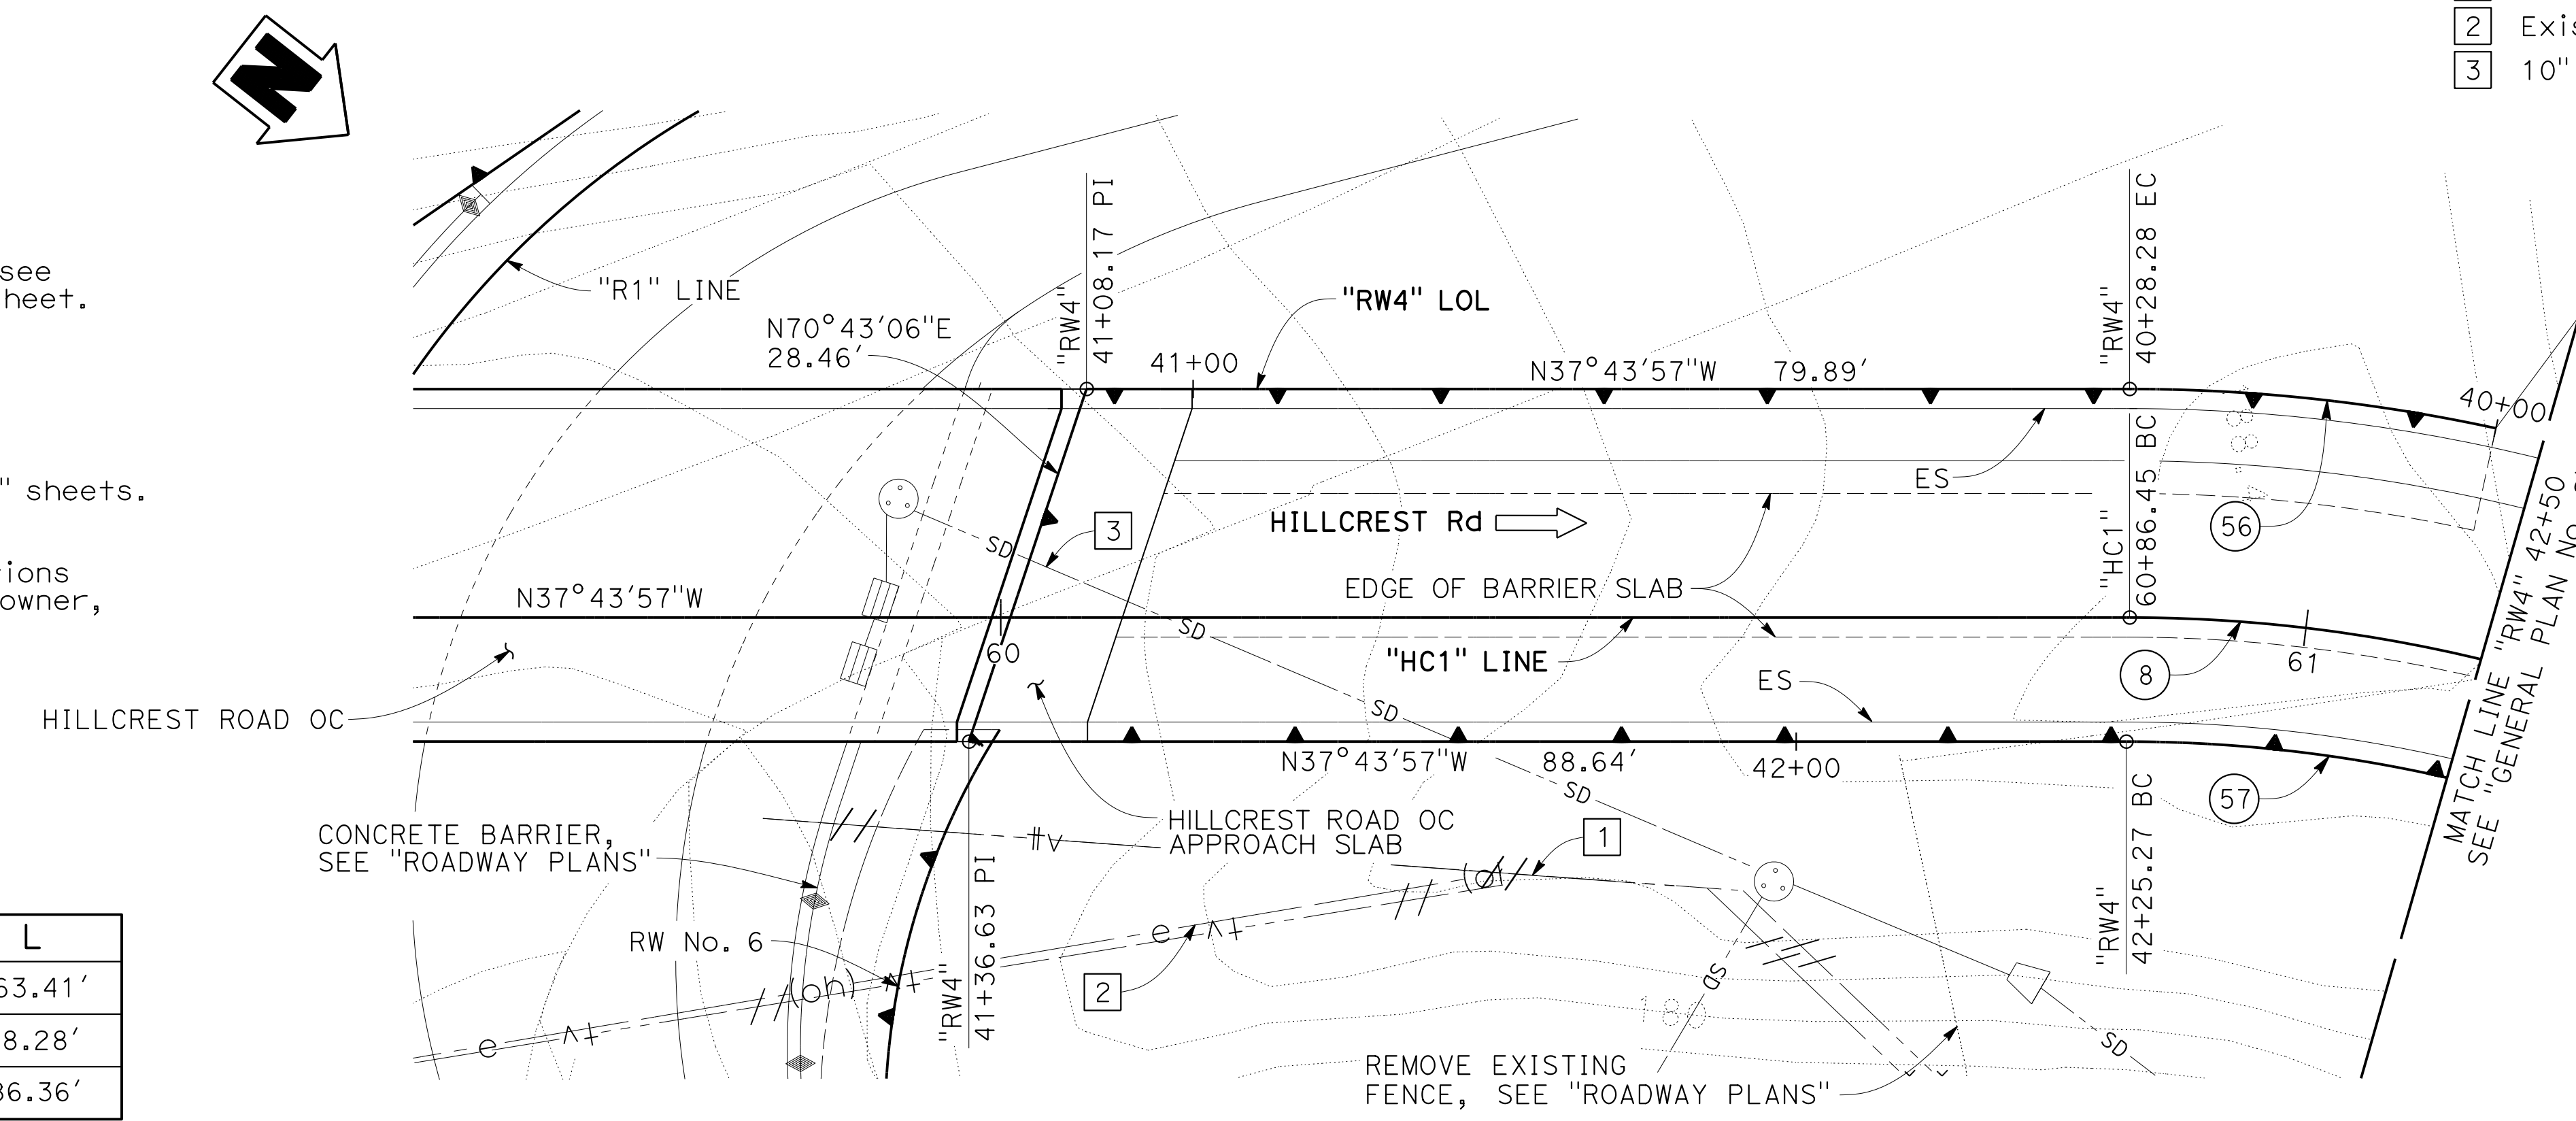 N
2 Exis
3 10"
see
heet.
" sheets.
ions
owner,
L
63.41′
8.28′
36.36′
"R1" LINE
N70°43′06"E
28.46′
"RW4"
41+08.17 PI
41+00
"RW4" LOL
N37°43′57"W 79.89′
"RW4"
40+28.28 EC
40+00
ES
56
3
SD
HILLCREST Rd
EDGE OF BARRIER SLAB
"HC1"
60+86.45 BC
N37°43′57"W
60
SD
"HC1" LINE
8
61
ES
SD
HILLCREST ROAD OC
N37°43′57"W 88.64′
42+00
SD
57
MATCH LINE "RW4" 42+50
SEE "GENERAL PLAN No.
CONCRETE BARRIER,
SEE "ROADWAY PLANS"
HILLCREST ROAD OC
APPROACH SLAB
1
RW No. 6
"RW4"
41+36.63 PI
2
e
tv
(oh)
tv
e
tv
SD
180
"RW4"
42+25.27 BC
SD
REMOVE EXISTING
FENCE, SEE "ROADWAY PLANS"